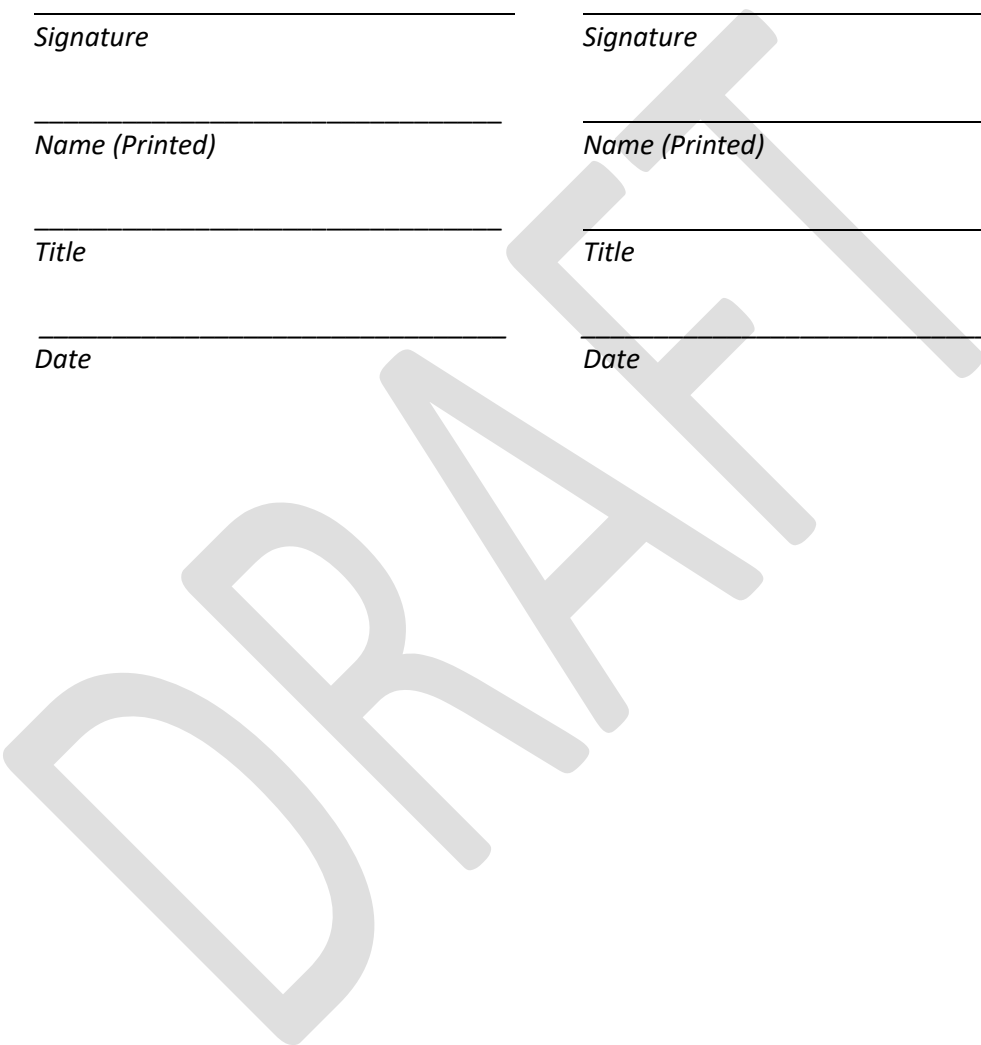 Signature Signature
Name (Printed) Name (Printed)
Title Title
Date Date
DRAFT